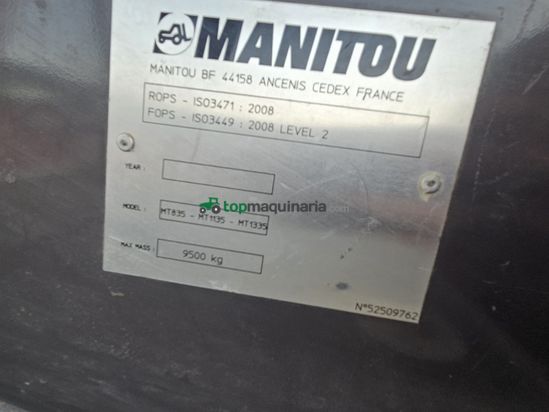 MANITOU
MANITOU BF 44158 ANCENIS CEDEX FRANCE
ROPS - ISO3471 : 2008
FOPS - ISO3449 : 2008 LEVEL 2
YEAR :
topmaquinaria.com
MODEL : MT835 - MT1135 - MT1335
MAX MASS : 9500 kg
N°52509762